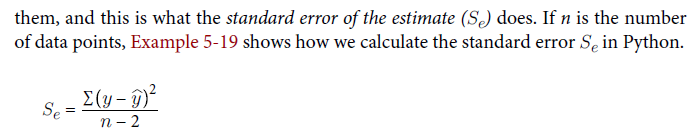 them, and this is what the standard error of the estimate (Sₑ) does. If n is the number
of data points, Example 5-19 shows how we calculate the standard error Sₑ in Python.
Sₑ = Σ(y – ŷ)² / n – 2